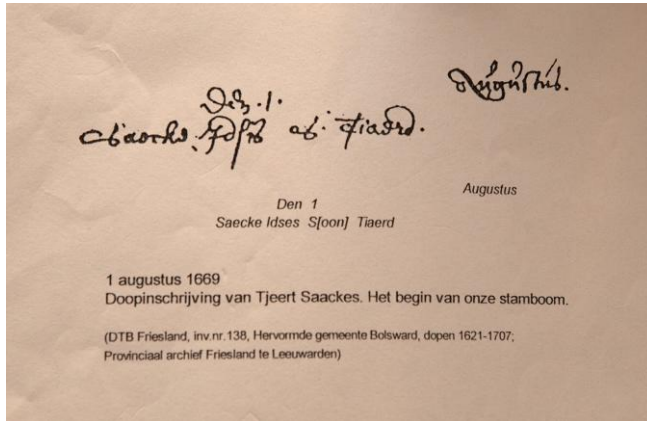 Augustus.
Den .1.
Saecke Idses S. Tiaerd.
Augustus
Den 1
Saecke Idses S[oon] Tiaerd
1 augustus 1669
Doopinschrijving van Tjeert Saackes. Het begin van onze stamboom.
(DTB Friesland, inv.nr.138, Hervormde gemeente Bolsward, dopen 1621-1707;
Provinciaal archief Friesland te Leeuwarden)